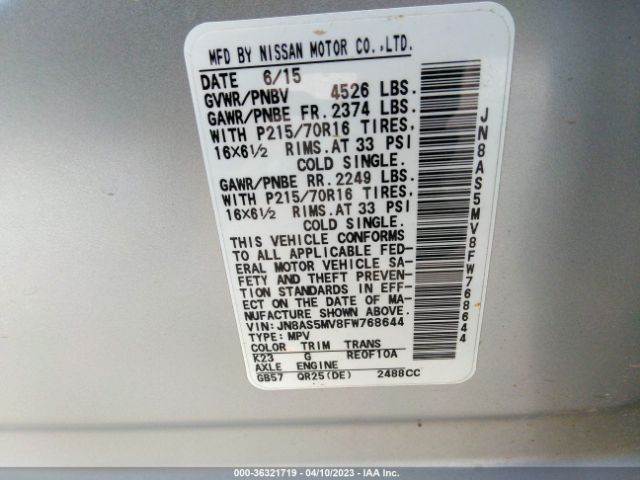 MFD BY NISSAN MOTOR CO.,LTD.
DATE 6/15
GVWR/PNBV 4526 LBS.
GAWR/PNBE FR. 2374 LBS.
WITH P215/70R16 TIRES,
16X6½ RIMS.AT 33 PSI
COLD SINGLE.
GAWR/PNBE RR. 2249 LBS.
WITH P215/70R16 TIRES,
16X6½ RIMS.AT 33 PSI
COLD SINGLE.
THIS VEHICLE CONFORMS
TO ALL APPLICABLE FED-
ERAL MOTOR VEHICLE SA-
FETY AND THEFT PREVEN-
TION STANDARDS IN EFF-
ECT ON THE DATE OF MA-
NUFACTURE SHOWN ABOVE.
VIN: JN8AS5MV8FW768644
TYPE: MPV
COLOR TRIM TRANS
K23 G RE0F10A
AXLE ENGINE
GB57 QR25(DE) 2488CC
JN8AS5MV8FW768644
000-36321719 - 04/10/2023 - IAA Inc.